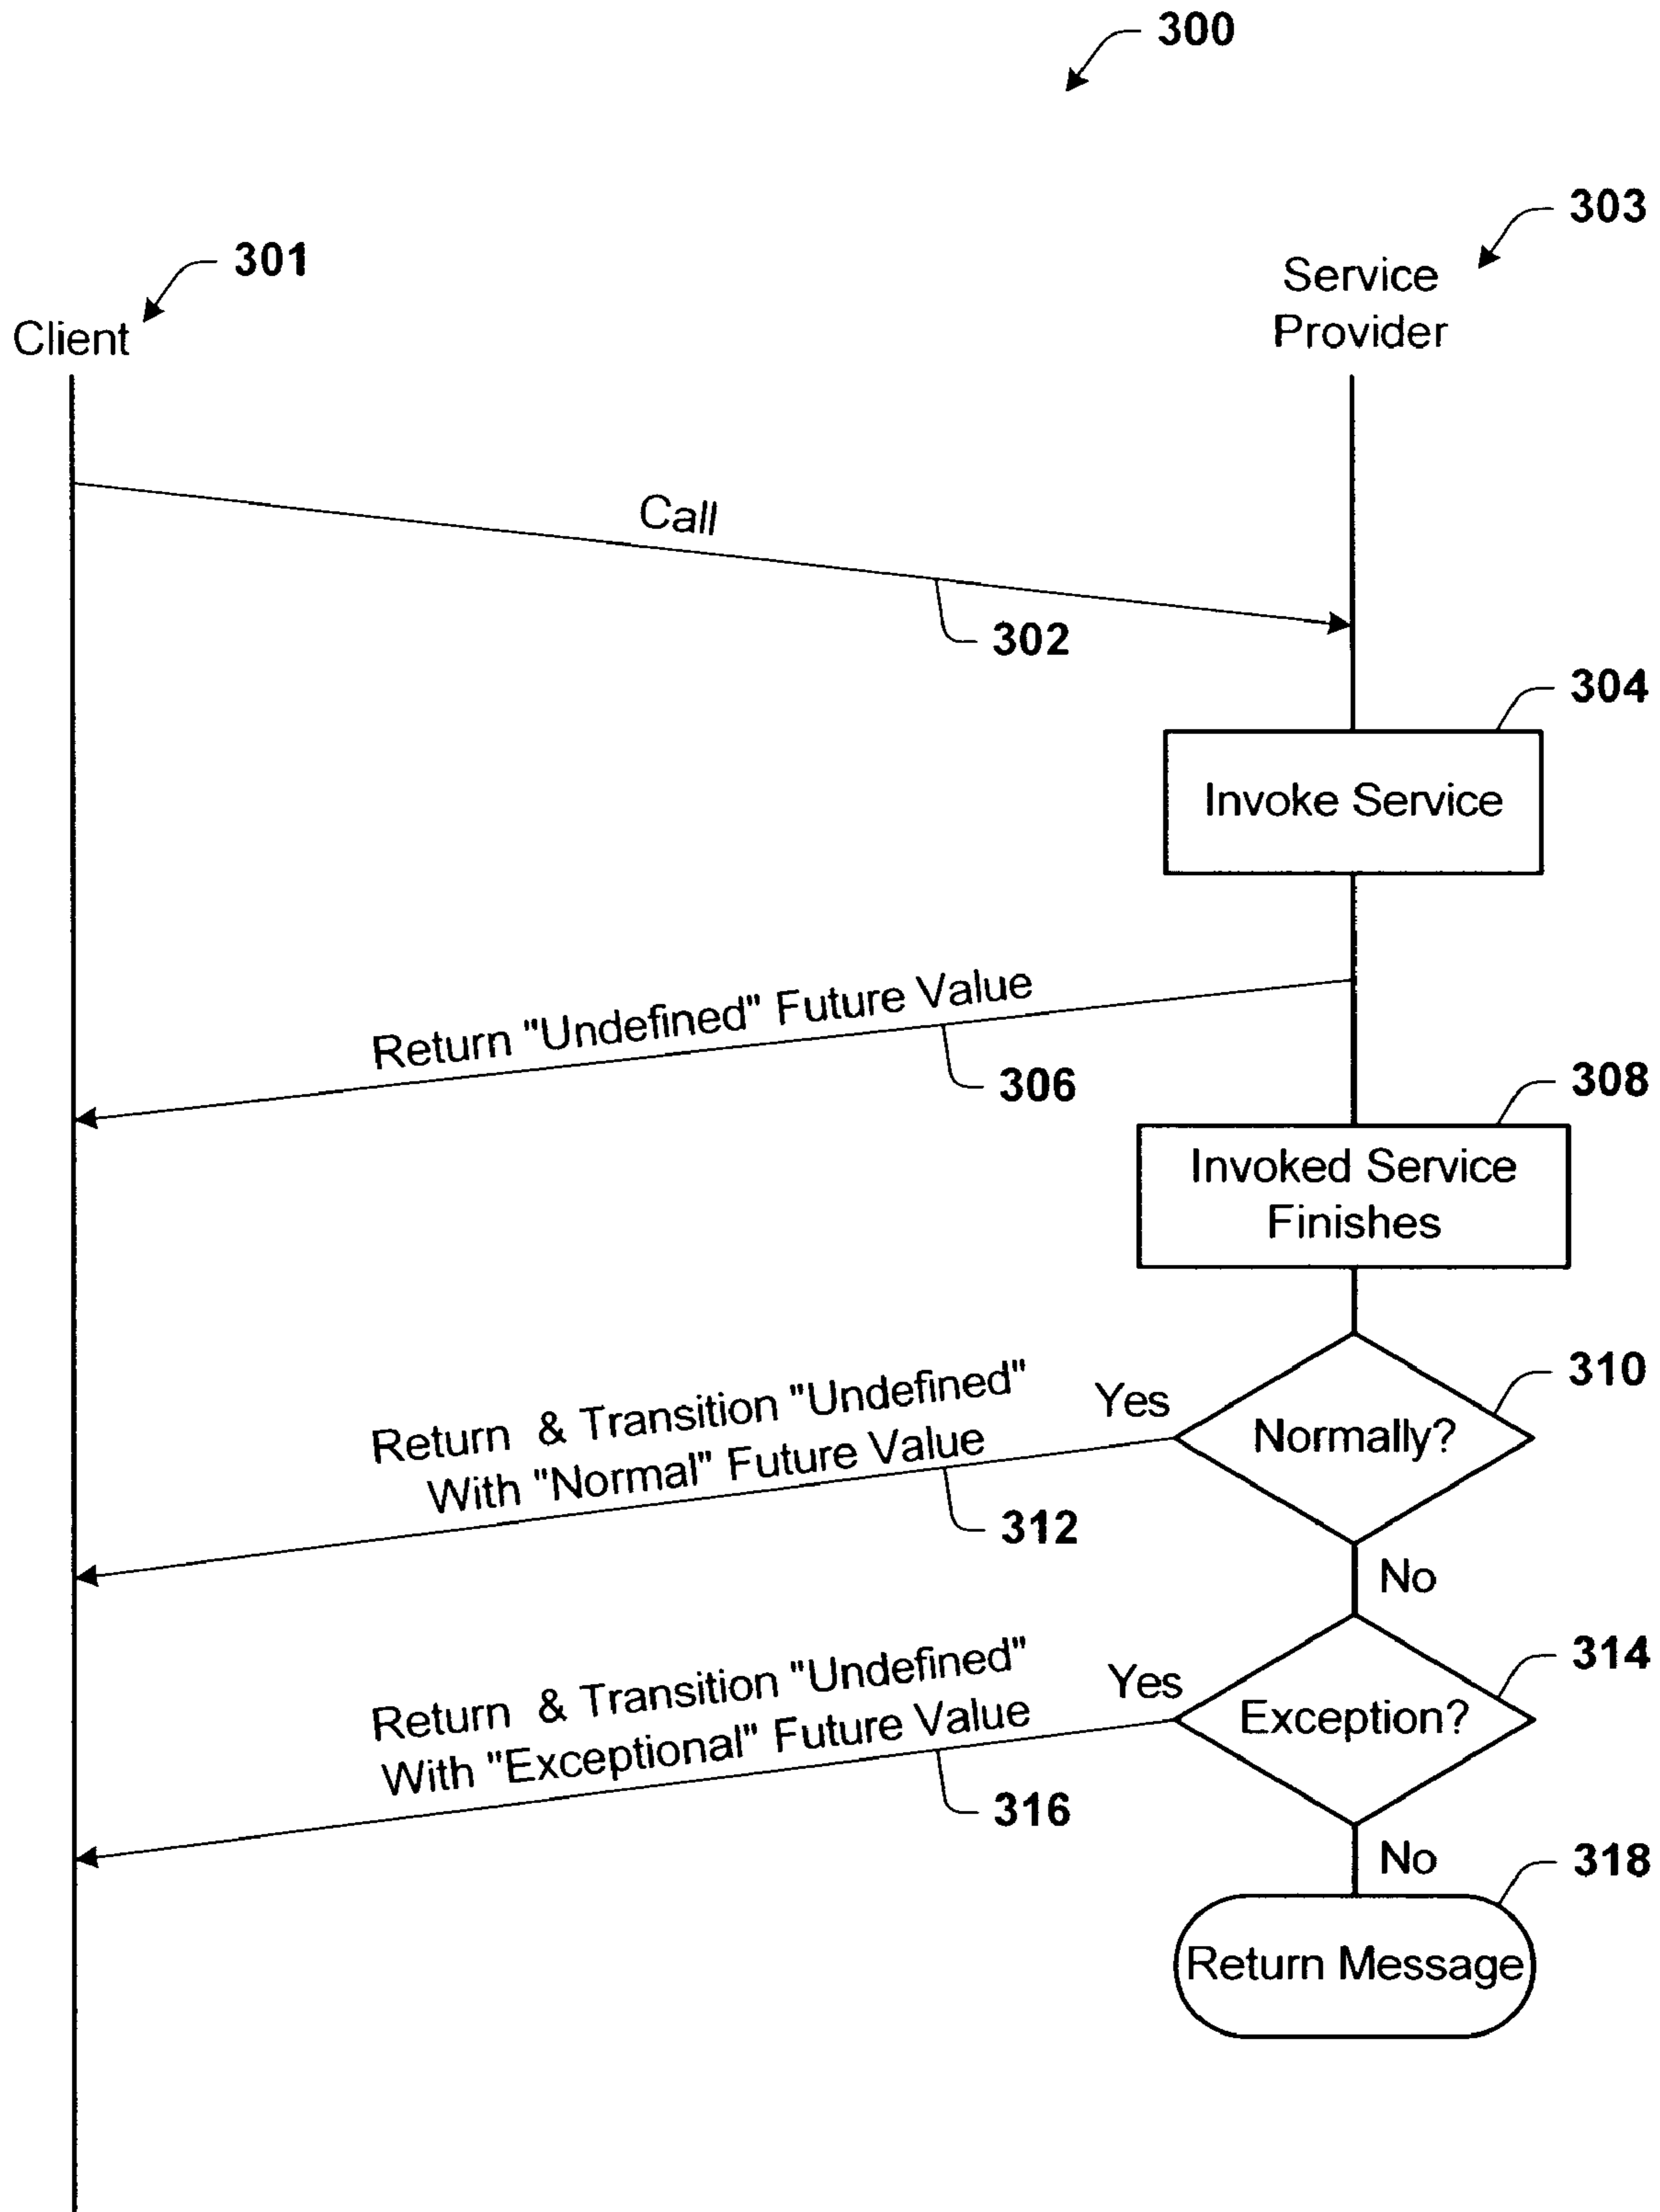 300
303
301
Service
Provider
Client
Call
302
304
Invoke Service
Return "Undefined" Future Value
306
308
Invoked Service
Finishes
310
Return & Transition "Undefined"
With "Normal" Future Value
Yes
Normally?
312
No
314
Return & Transition "Undefined"
With "Exceptional" Future Value
Yes
Exception?
316
No
318
Return Message